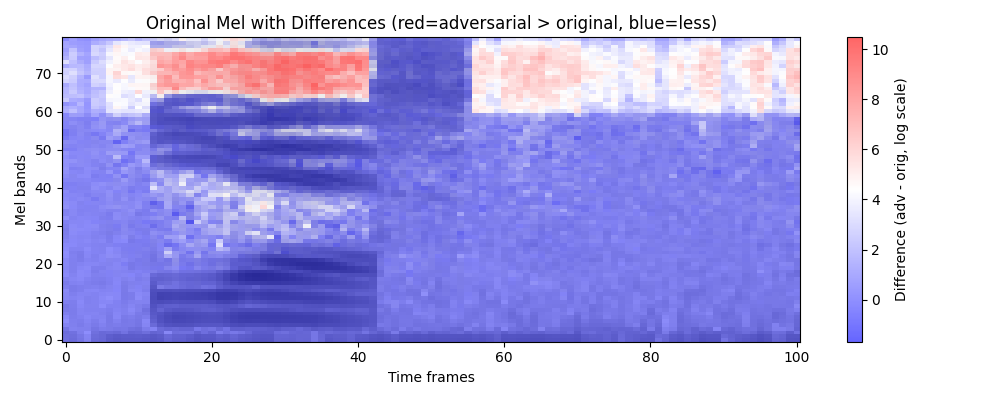 Original Mel with Differences (red=adversarial > original, blue=less)
70
60
50
40
30
20
10
0
Mel bands
0 20 40 60 80 100
Time frames
10
8
6
4
2
0
Difference (adv - orig, log scale)